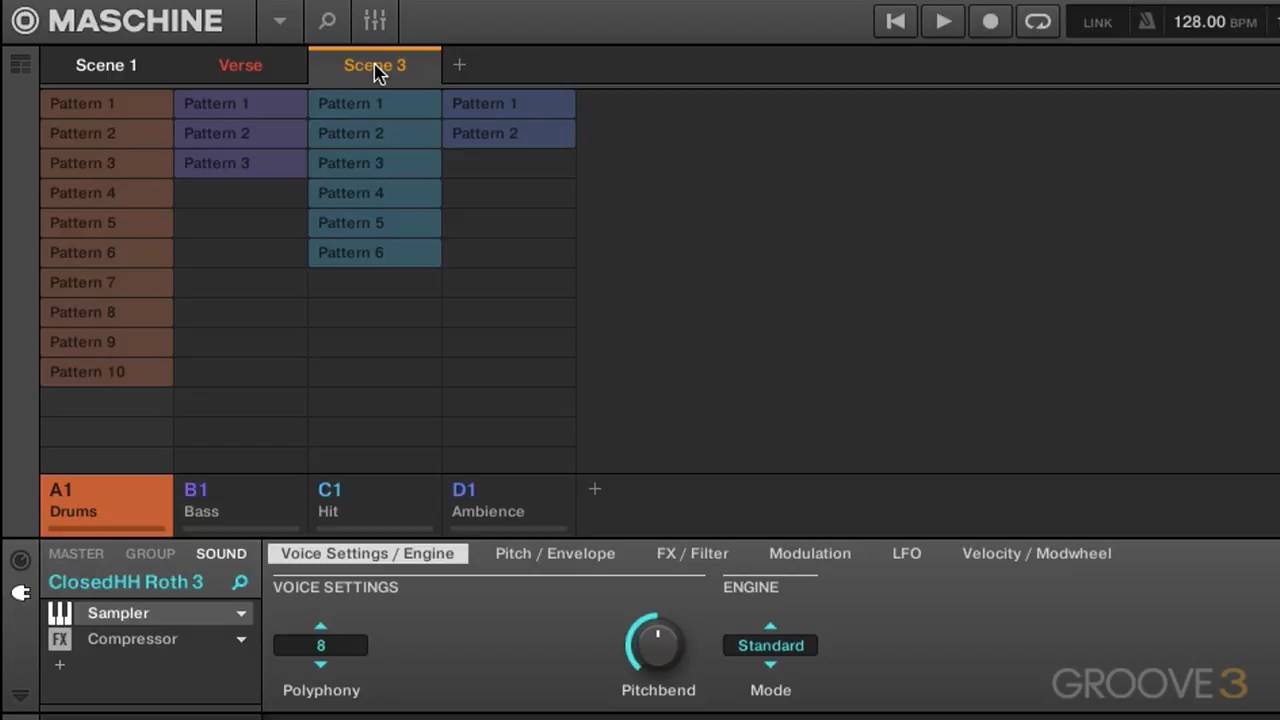 MASCHINE
LINK
128.00 BPM
Scene 1
Verse
Scene 3
+
Pattern 1 Pattern 1 Pattern 1 Pattern 1
Pattern 2 Pattern 2 Pattern 2 Pattern 2
Pattern 3 Pattern 3 Pattern 3
Pattern 4 Pattern 4
Pattern 5 Pattern 5
Pattern 6 Pattern 6
Pattern 7
Pattern 8
Pattern 9
Pattern 10
A1 B1 C1 D1 +
Drums Bass Hit Ambience
MASTER GROUP SOUND
Voice Settings / Engine Pitch / Envelope FX / Filter Modulation LFO Velocity / Modwheel
ClosedHH Roth 3
VOICE SETTINGS ENGINE
Sampler
FX Compressor
+
8 Standard
Polyphony Pitchbend Mode
GROOVE3